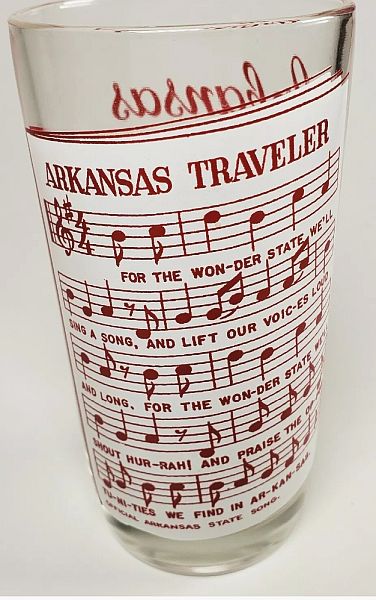 Arkansas
ARKANSAS TRAVELER
4
4
FOR THE WON-DER STATE WE'LL
SING A SONG, AND LIFT OUR VOIC-ES LOUD
AND LONG, FOR THE WON-DER STATE
SHOUT HUR-RAH! AND PRAISE THE
TU-NI-TIES WE FIND IN AR-KAN-SAS.
OFFICIAL ARKANSAS STATE SONG.